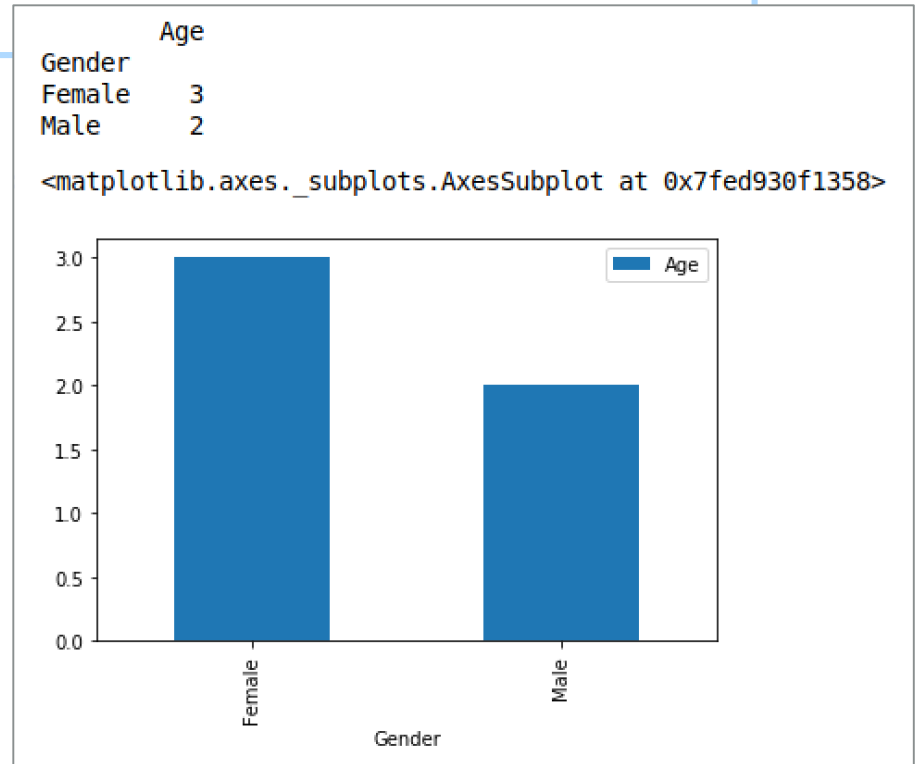 Age
Gender
Female 3
Male 2
<matplotlib.axes._subplots.AxesSubplot at 0x7fed930f1358>
3.0
Age
2.5
2.0
1.5
1.0
0.5
0.0
Female
Male
Gender